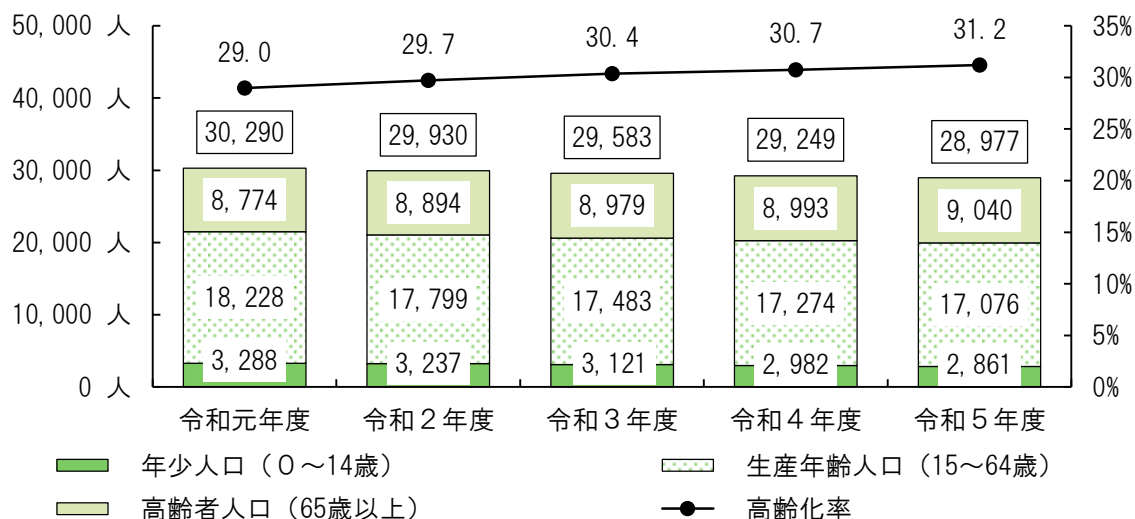 50,000 人
40,000 人
30,000 人
20,000 人
10,000 人
0 人
35%
30%
25%
20%
15%
10%
5%
0%
29.0 29.7 30.4 30.7 31.2
30,290 29,930 29,583 29,249 28,977
8,774 8,894 8,979 8,993 9,040
18,228 17,799 17,483 17,274 17,076
3,288 3,237 3,121 2,982 2,861
令和元年度 令和２年度 令和３年度 令和４年度 令和５年度
年少人口（０～14歳） 生産年齢人口（15～64歳）
高齢者人口（65歳以上） 高齢化率